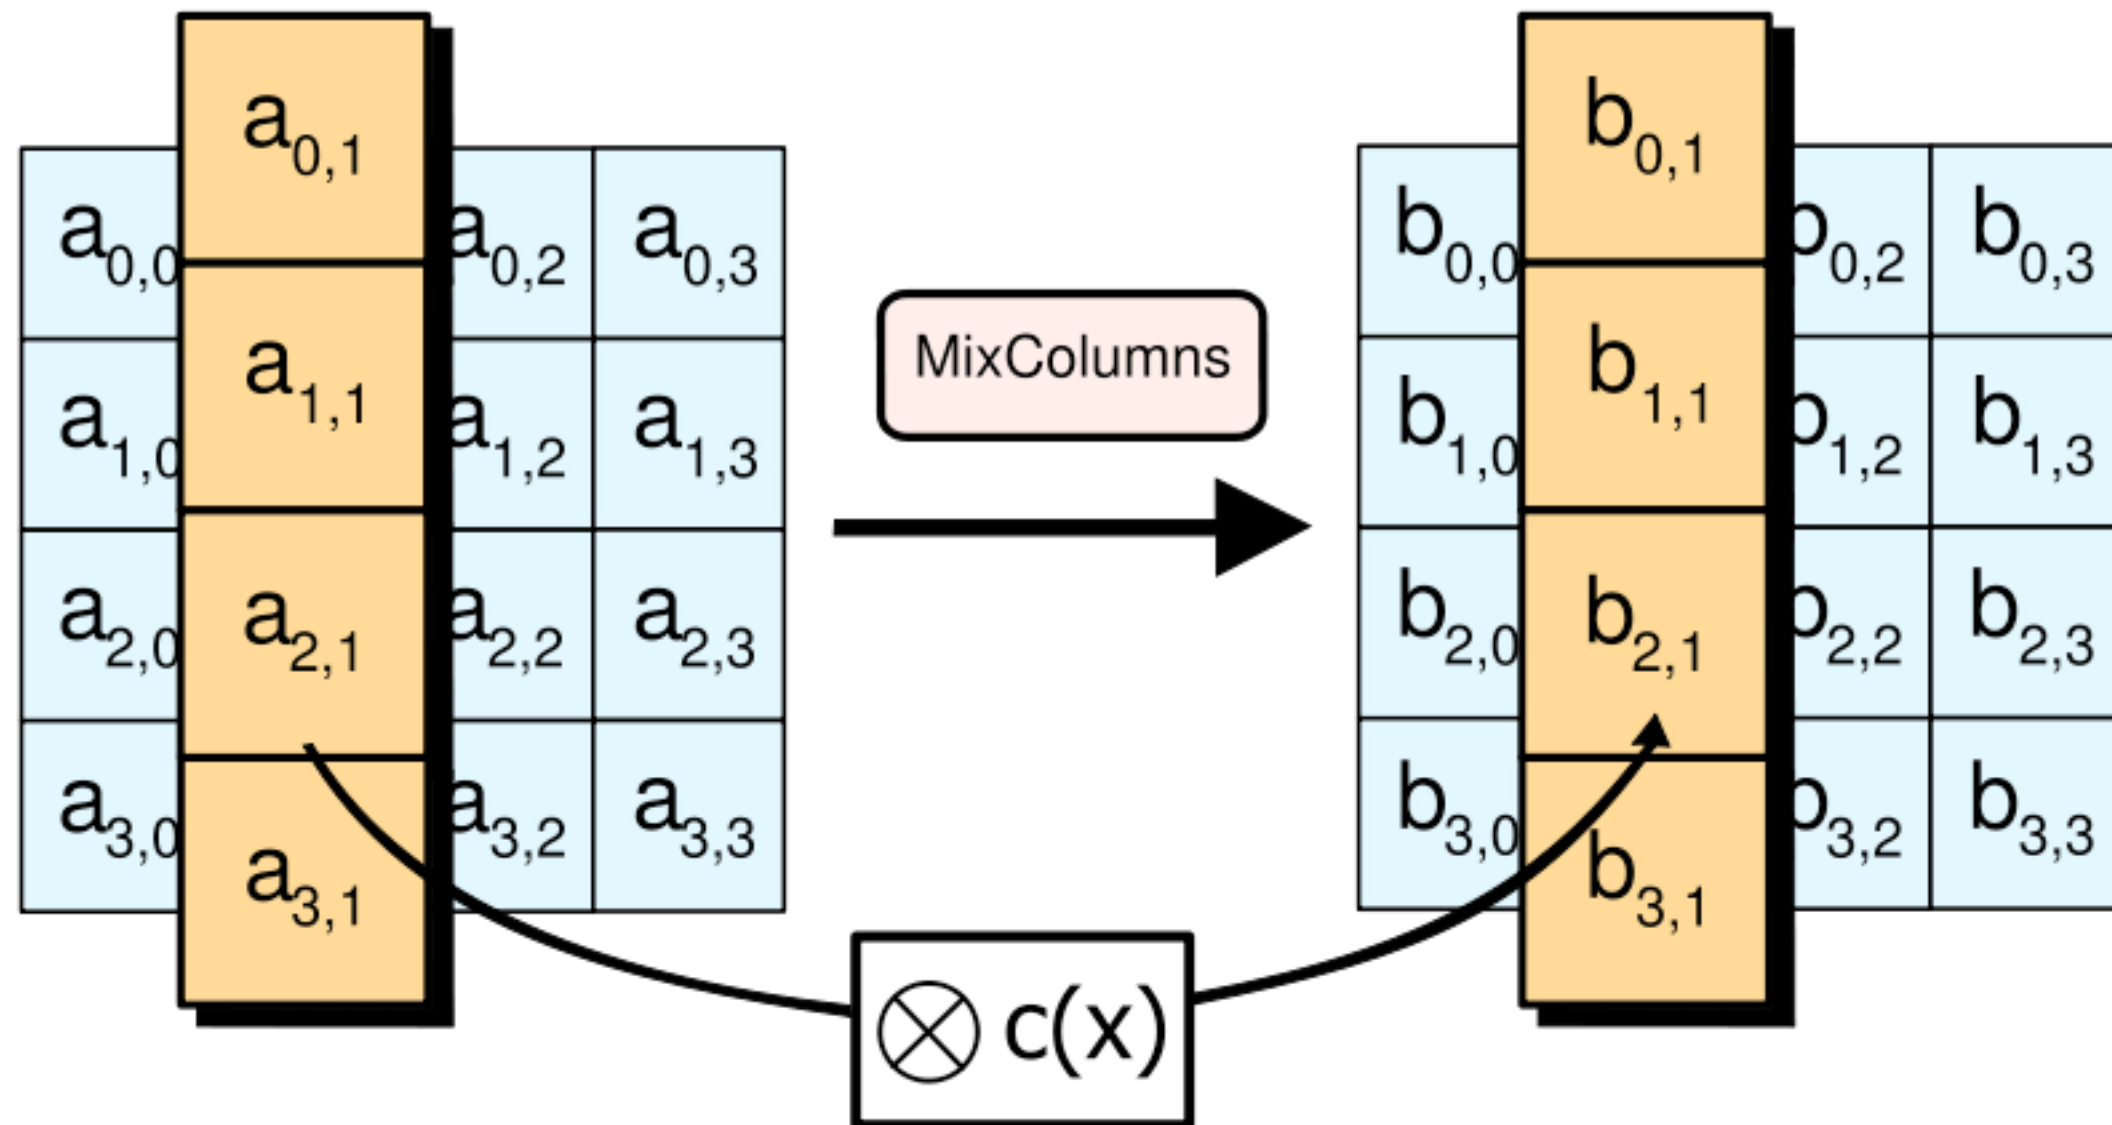 a0,1
a0,0 a0,2 a0,3
a1,1
a1,0 a1,2 a1,3
a2,1
a2,0 a2,2 a2,3
a3,1
a3,0 a3,2 a3,3
MixColumns
⊗ c(x)
b0,1
b0,0 b0,2 b0,3
b1,1
b1,0 b1,2 b1,3
b2,1
b2,0 b2,2 b2,3
b3,1
b3,0 b3,2 b3,3